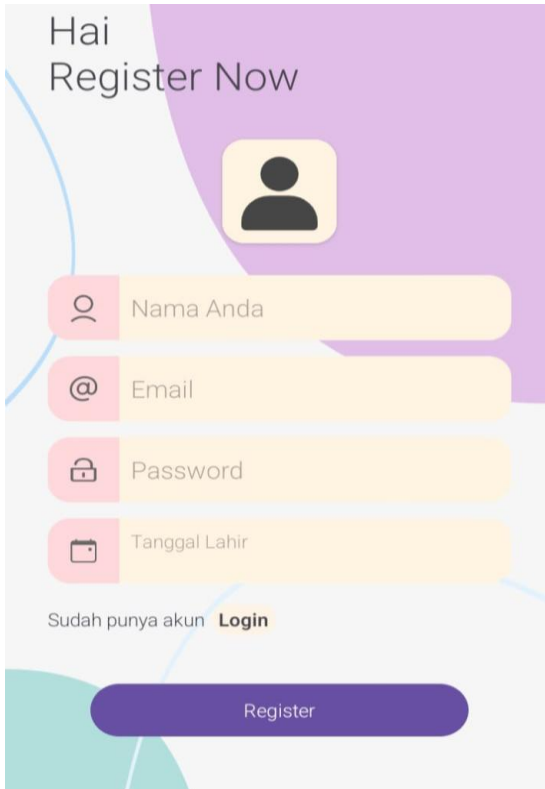 Hai
Register Now
Nama Anda
@ Email
Password
Tanggal Lahir
Sudah punya akun Login
Register